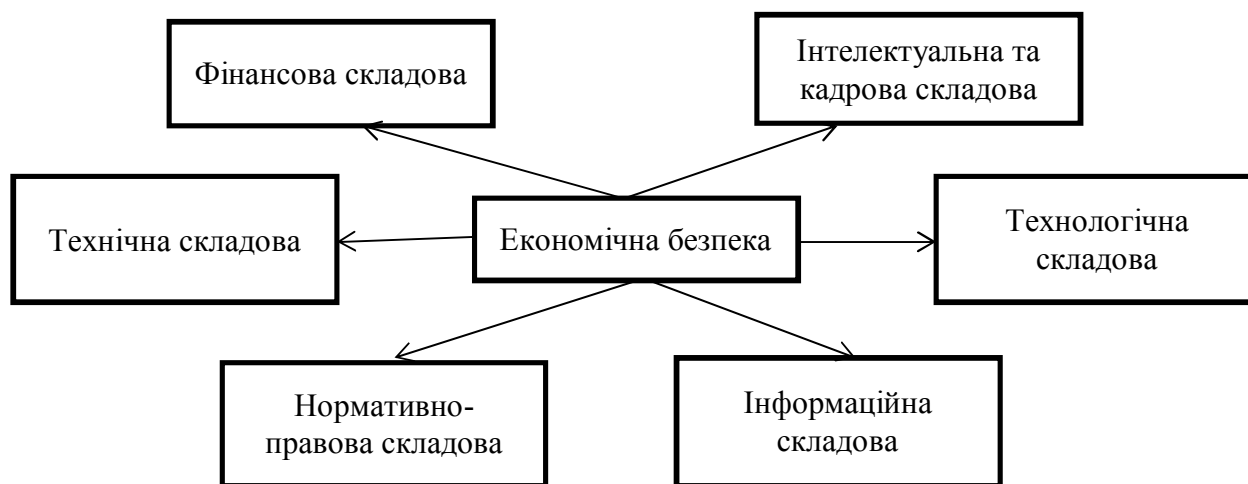 Фінансова складова
Інтелектуальна та
кадрова складова
Технічна складова
Економічна безпека
Технологічна
складова
Нормативно-
правова складова
Інформаційна
складова